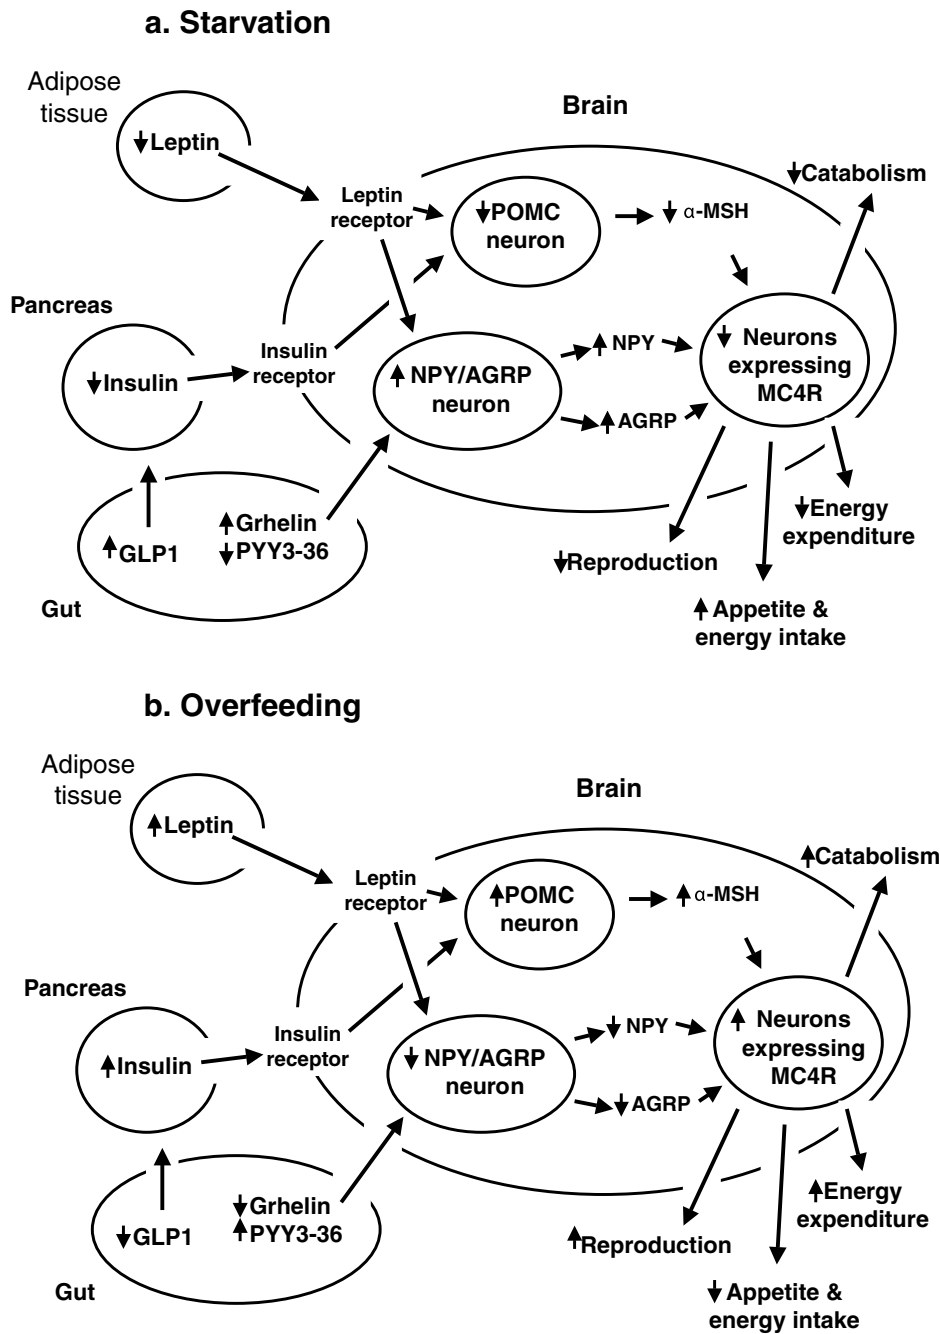 a. Starvation
Adipose
tissue
Brain
↓Leptin
↓Catabolism
Leptin
receptor
↓POMC
neuron
↓ α-MSH
Pancreas
Insulin
receptor
↓Insulin
↑ NPY/AGRP
neuron
↑ NPY
↑ AGRP
↓ Neurons
expressing
MC4R
↑GLP1
↑Grhelin
↓PYY3-36
Gut
↓Energy
expenditure
↓Reproduction
↑ Appetite &
energy intake
b. Overfeeding
Adipose
tissue
Brain
↑Leptin
↑Catabolism
Leptin
receptor
↑POMC
neuron
↑ α-MSH
Pancreas
Insulin
receptor
↑Insulin
↓ NPY/AGRP
neuron
↓ NPY
↓ AGRP
↑ Neurons
expressing
MC4R
↓GLP1
↓Grhelin
↑PYY3-36
Gut
↑Energy
expenditure
↑Reproduction
↓ Appetite &
energy intake